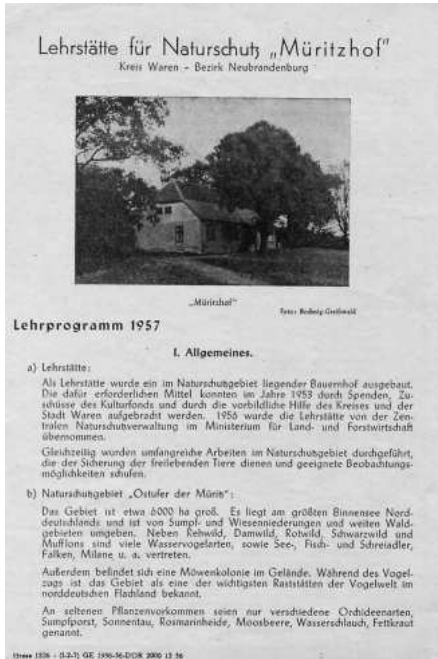 Lehrstätte für Naturschutz „Müritzhof“
Kreis Waren – Bezirk Neubrandenburg
„Müritzhof“
Lehrprogramm 1957
I. Allgemeines.
a) Lehrstätte:
Als Lehrstätte wurde ein im Naturschutzgebiet liegender Bauernhof ausgebaut.
Die dafür erforderlichen Mittel konnten im Jahre 1953 durch Spenden, Zu-
schüsse des Kulturfonds und durch die vorbildliche Hilfe des Kreises und der
Stadt Waren aufgebracht werden. 1956 wurde die Lehrstätte von der Zen-
tralen Naturschutzverwaltung im Ministerium für Land- und Forstwirtschaft
übernommen.
Gleichzeitig wurden umfangreiche Arbeiten im Naturschutzgebiet durchgeführt,
die der Sicherung der freilebenden Tiere dienen und geeignete Beobachtungs-
möglichkeiten schufen.
b) Naturschutzgebiet „Ostufer der Müritz“:
Das Gebiet ist etwa 6000 ha groß. Es liegt am größten Binnensee Nord-
deutschlands und ist von Sumpf- und Wiesenniederungen und weiten Wald-
gebieten umgeben. Neben Rehwild, Damwild, Rotwild, Schwarzwild und
Mufflons sind viele Wasservogelarten, sowie See-, Fisch- und Schreiadler,
Falken, Milane u. a. vertreten.
Außerdem befindet sich eine Möwenkolonie im Gelände. Während des Vogel-
zugs ist das Gebiet als eine der wichtigsten Raststätten der Vogelwelt im
norddeutschen Flachland bekannt.
An seltenen Pflanzenvorkommen seien nur verschiedene Orchideenarten,
Sumpfporst, Sonnentau, Rosmarinheide, Moosbeere, Wasserschlauch, Fettkraut
genannt.